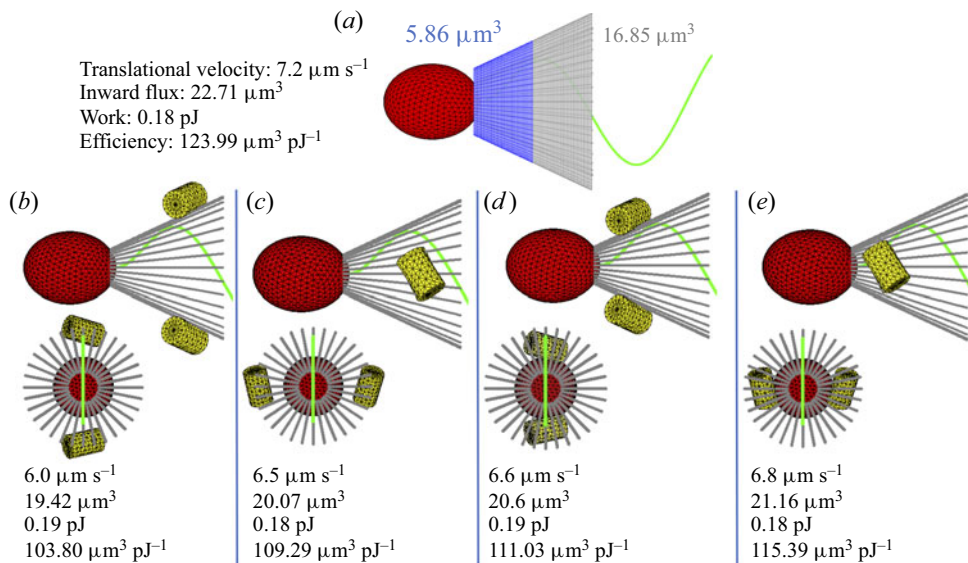 (a)
5.86 μm³
16.85 μm³
Translational velocity: 7.2 μm s⁻¹
Inward flux: 22.71 μm³
Work: 0.18 pJ
Efficiency: 123.99 μm³ pJ⁻¹
(b)
6.0 μm s⁻¹
19.42 μm³
0.19 pJ
103.80 μm³ pJ⁻¹
(c)
6.5 μm s⁻¹
20.07 μm³
0.18 pJ
109.29 μm³ pJ⁻¹
(d)
6.6 μm s⁻¹
20.6 μm³
0.19 pJ
111.03 μm³ pJ⁻¹
(e)
6.8 μm s⁻¹
21.16 μm³
0.18 pJ
115.39 μm³ pJ⁻¹